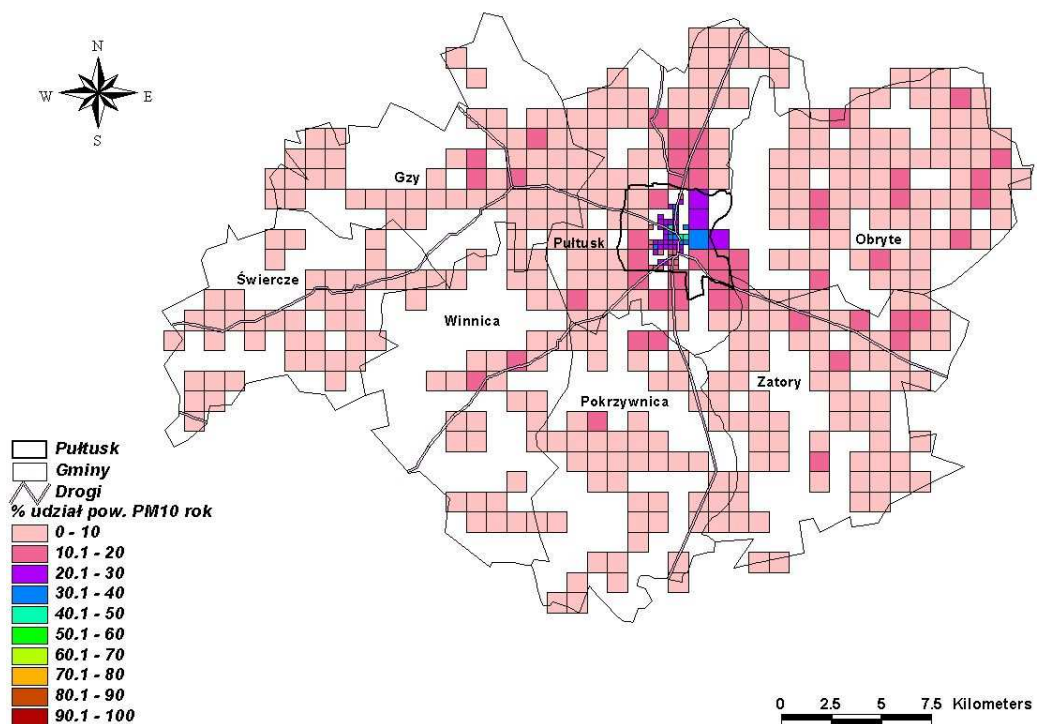 N
W E
S
Gzy
Pułtusk
Obryte
Świercze
Winnica
Zatory
Pokrzywnica
Pułtusk
Gminy
Drogi
% udział pow. PM10 rok
0 - 10
10.1 - 20
20.1 - 30
30.1 - 40
40.1 - 50
50.1 - 60
60.1 - 70
70.1 - 80
80.1 - 90
90.1 - 100
0 2.5 5 7.5 Kilometers